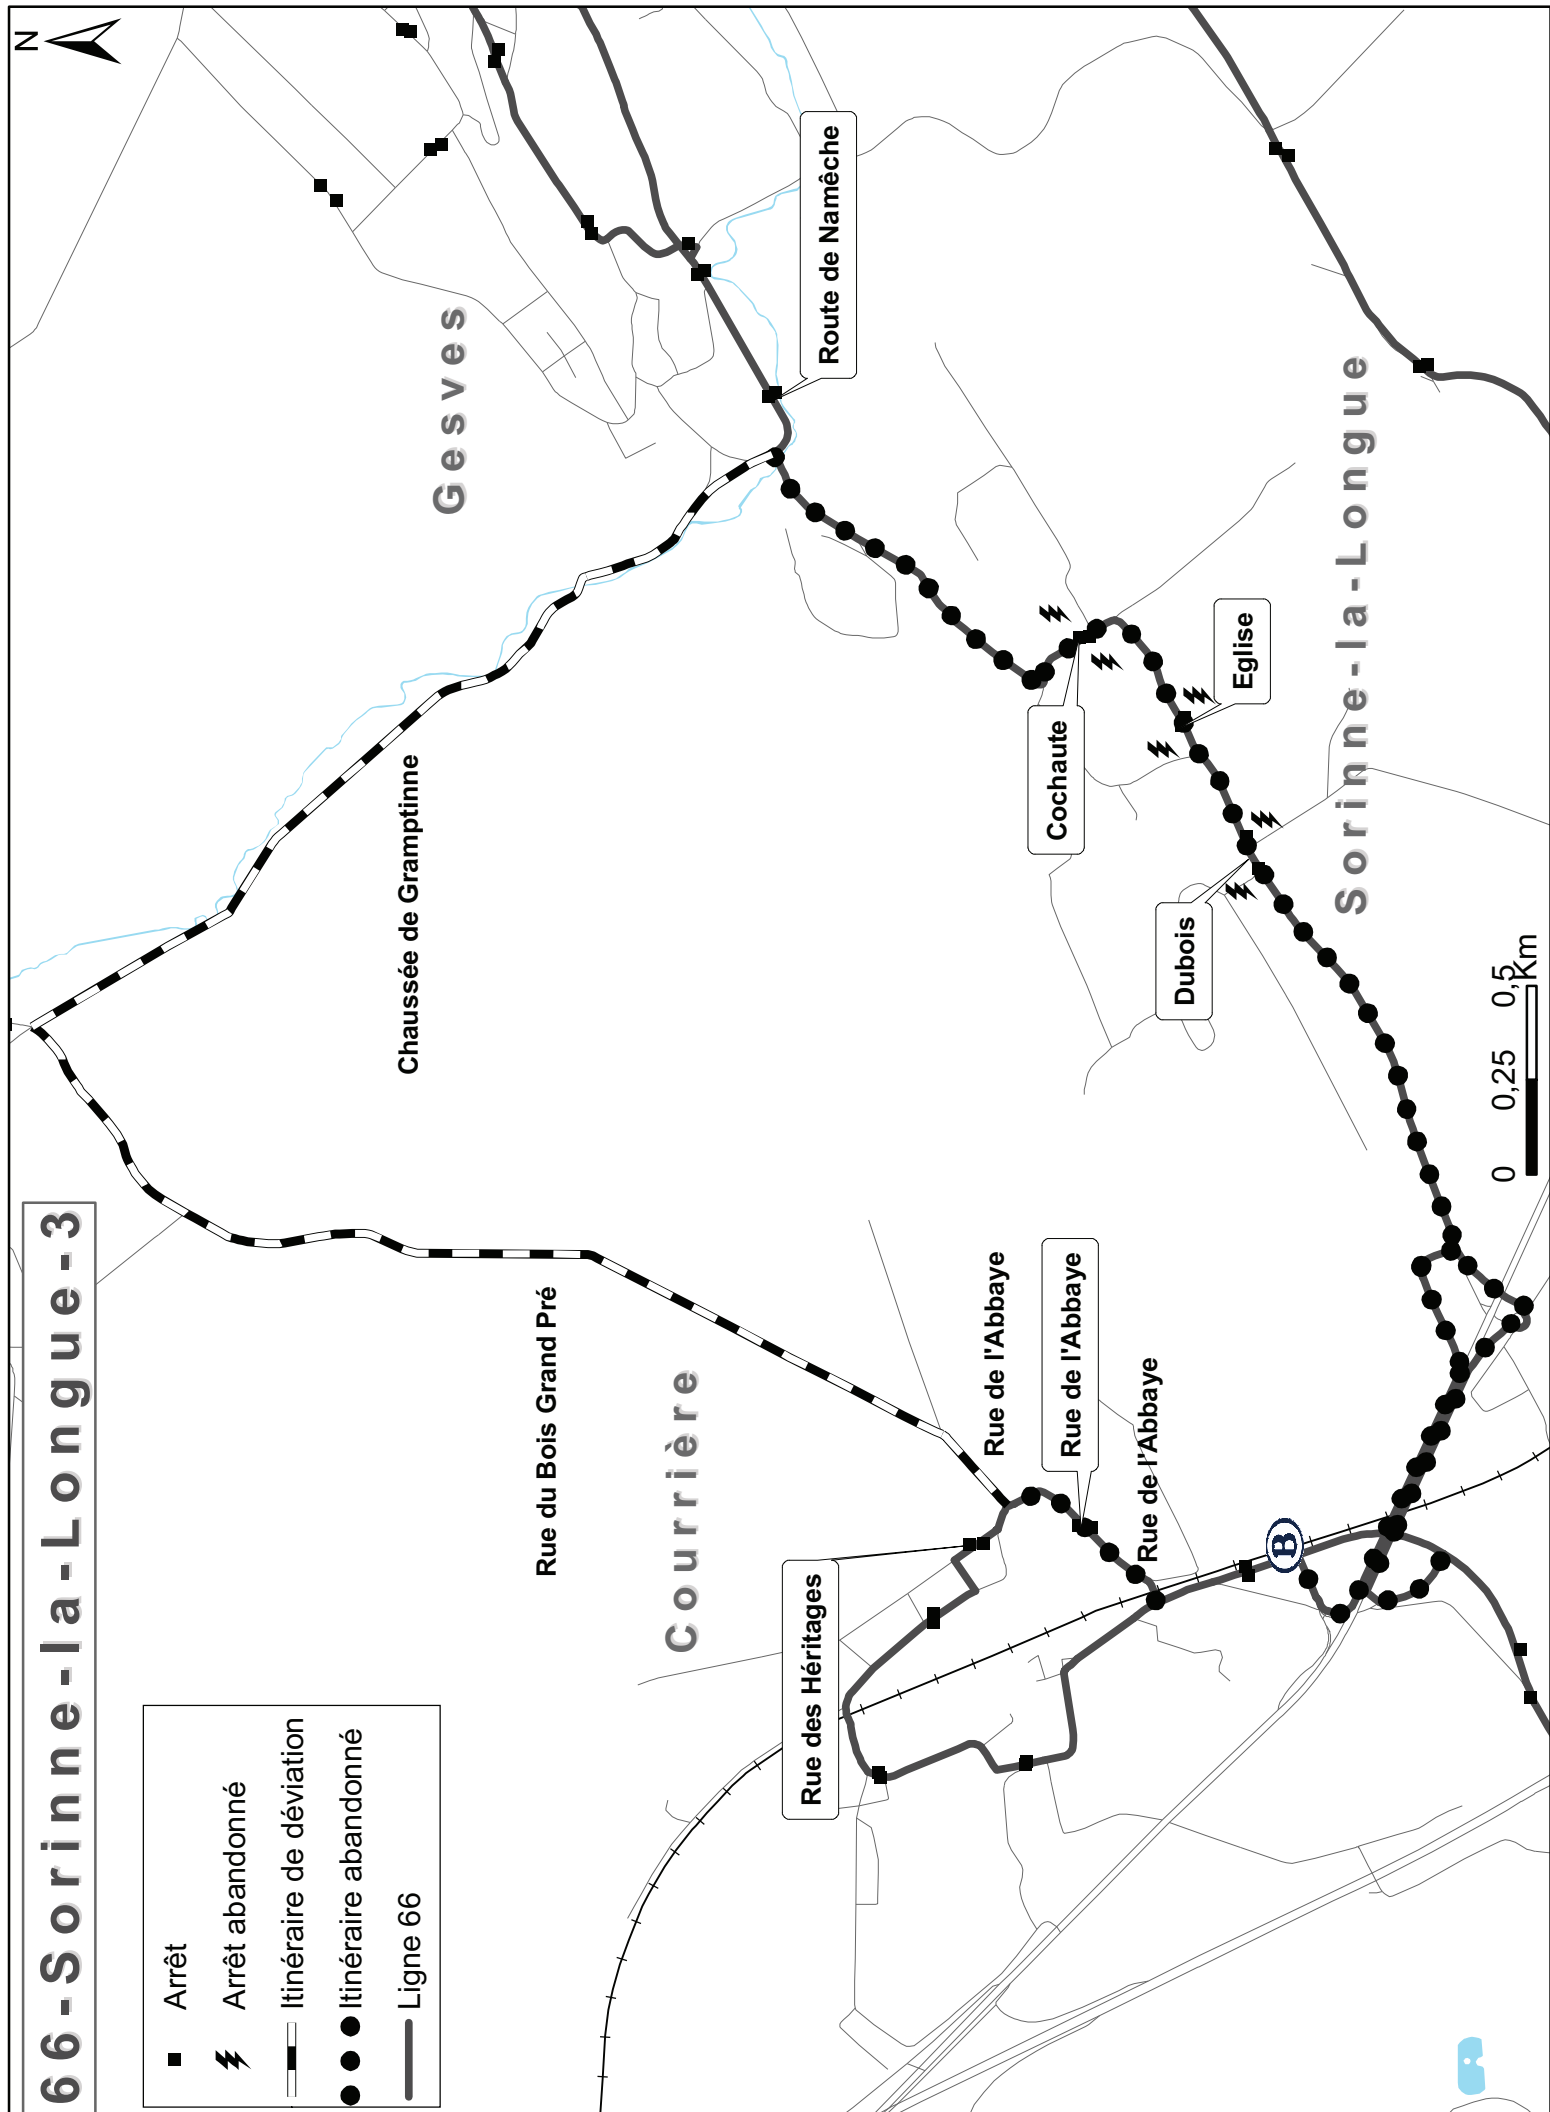 66-Sorinne-la-Longue-3
N
Arrêt
Arrêt abandonné
Itinéraire de déviation
Itinéraire abandonné
Ligne 66
Gesves
Route de Namêche
Chaussée de Gramptinne
Cochaute
Eglise
Dubois
Sorinne-la-Longue
Rue du Bois Grand Pré
Courrière
Rue de l'Abbaye
Rue de l'Abbaye
Rue de l'Abbaye
Rue des Héritages
B
0 0,25 0,5
Km